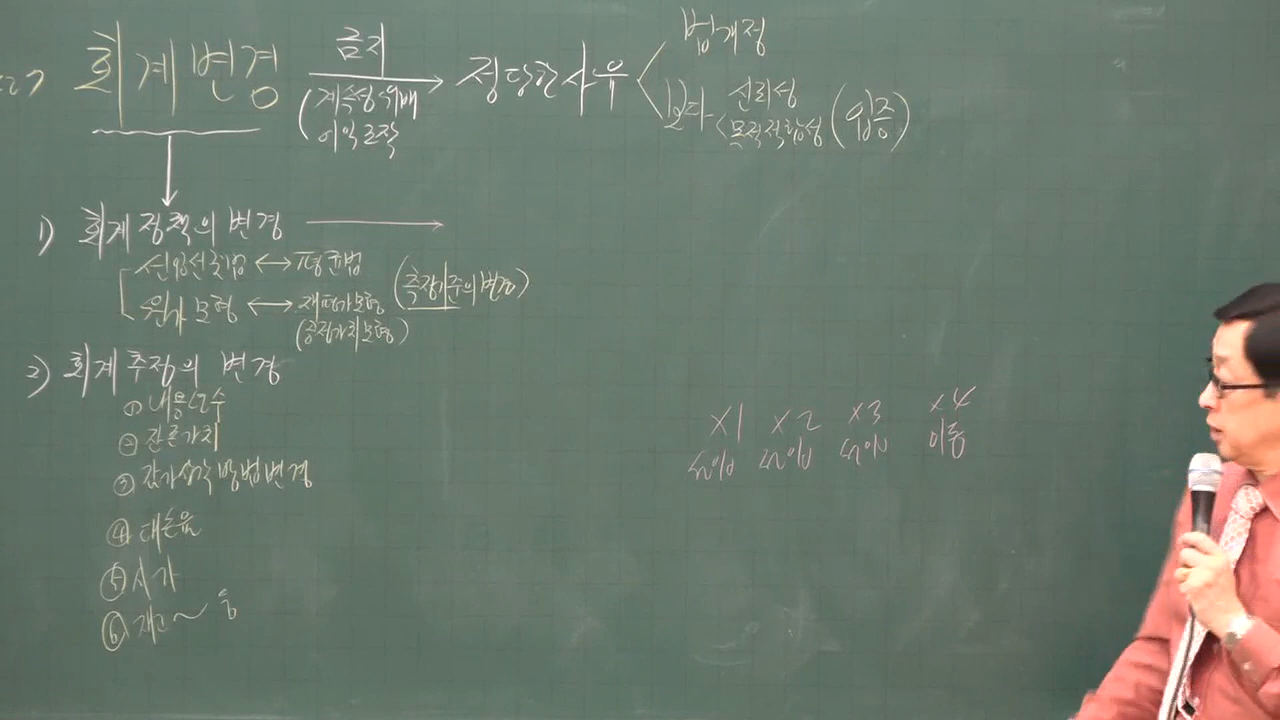 회계변경
금지
(계속성 위배
이익조작
정당한 사유
법개정
보다
신뢰성
목적적합성 (입증)
1) 회계정책의 변경
선입선출법 ↔ 평균법
원가모형 ↔ 재평가모형 (측정기준의 변경)
(공정가치모형)
2) 회계추정의 변경
① 내용년수
② 잔존가치
③ 감가상각방법변경
④ 대손율
⑤ 시가
⑥ 재고~ 등
X1 X2 X3 X4
이동